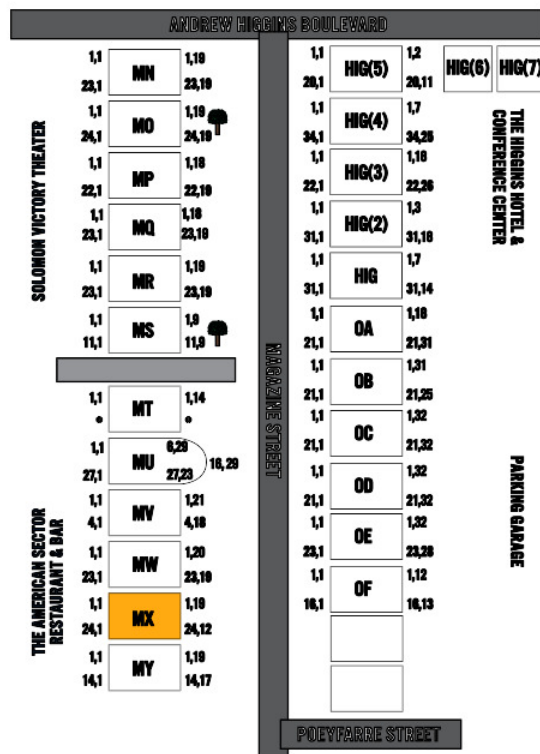 ANDREW HIGGINS BOULEVARD
SOLOMON VICTORY THEATER
THE AMERICAN SECTOR
RESTAURANT & BAR
1,1 MN 1,19
23,1 23,19
1,1 MO 1,19
24,1 24,19
1,1 MP 1,18
22,1 22,19
1,1 MQ 1,18
23,1 23,19
1,1 MR 1,19
23,1 23,19
1,1 MS 1,9
11,1 11,9
1,1 MT 1,14
* *
1,1 MU 6,29
27,1 27,23 16,29
1,1 MV 1,21
4,1 4,18
1,1 MW 1,20
23,1 23,19
1,1 MX 1,19
24,1 24,12
1,1 MY 1,19
14,1 14,17
MAGAZINE STREET
1,1 HIG(5) 1,2
20,1 20,11
HIG(6) HIG(7)
1,1 HIG(4) 1,7
34,1 34,25
1,1 HIG(3) 1,16
22,1 22,26
1,1 HIG(2) 1,3
31,1 31,16
1,1 HIG 1,7
31,1 31,14
1,1 OA 1,18
21,1 21,31
1,1 OB 1,31
21,1 21,25
1,1 OC 1,32
21,1 21,32
1,1 OD 1,32
21,1 21,32
1,1 OE 1,32
23,1 23,28
1,1 OF 1,12
16,1 16,13
THE HIGGINS HOTEL &
CONFERENCE CENTER
PARKING GARAGE
POEYFARRE STREET